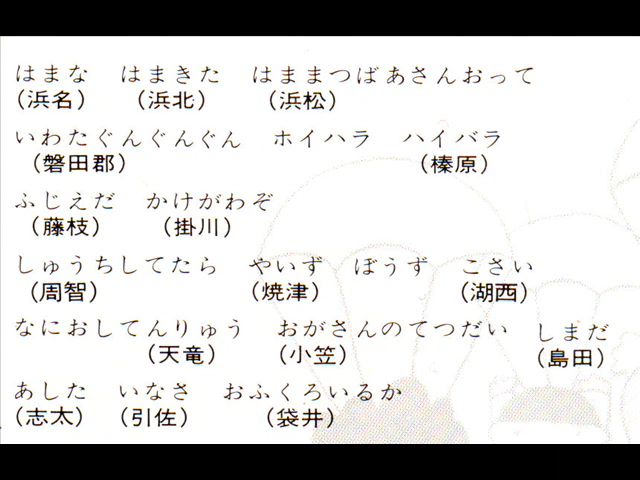 はまな　はまきた　はままつばあさんおって
（浜名）　（浜北）　（浜松）
いわたぐんぐんぐん　ホイハラ　ハイバラ
（磐田郡）　（榛原）
ふじえだ　かけがわぞ
（藤枝）　（掛川）
しゅうちしてたら　やいず　ぼうず　こさい
（周智）　（焼津）　（湖西）
なにおしてんりゅう　おがさんのてつだい　しまだ
（天竜）　（小笠）　（島田）
あした　いなさ　おふくろいるか
（志太）　（引佐）　（袋井）